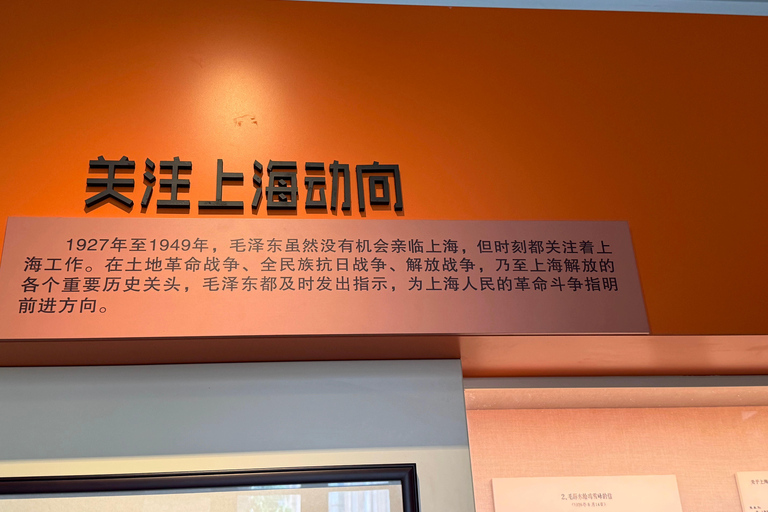 关注上海动向
1927年至1949年，毛泽东虽然没有机会亲临上海，但时刻都关注着上
海工作。在土地革命战争、全民族抗日战争、解放战争，乃至上海解放的
各个重要历史关头，毛泽东都及时发出指示，为上海人民的革命斗争指明
前进方向。